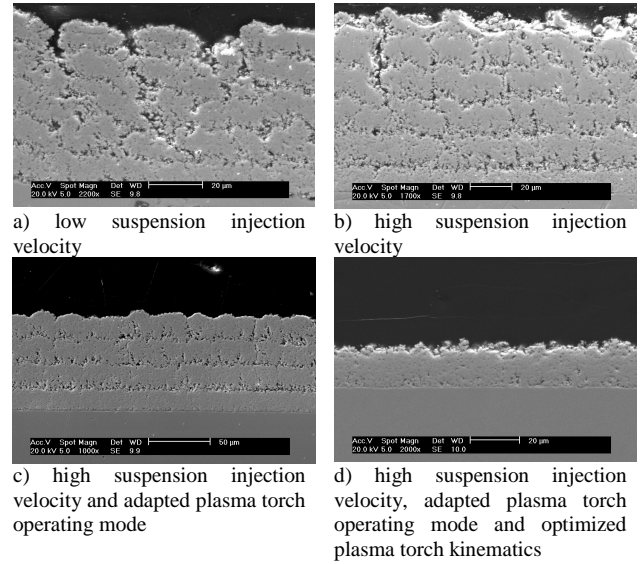 Acc.V Spot Magn Det WD 20 µm
20.0 kV 5.0 2200x SE 9.8
a) low suspension injection
velocity
Acc.V Spot Magn Det WD 20 µm
20.0 kV 5.0 1700x SE 9.8
b) high suspension injection
velocity
Acc.V Spot Magn Det WD 50 µm
20.0 kV 5.0 1000x SE 9.9
c) high suspension injection
velocity and adapted plasma torch
operating mode
Acc.V Spot Magn Det WD 20 µm
20.0 kV 5.0 2000x SE 10.0
d) high suspension injection
velocity, adapted plasma torch
operating mode and optimized
plasma torch kinematics